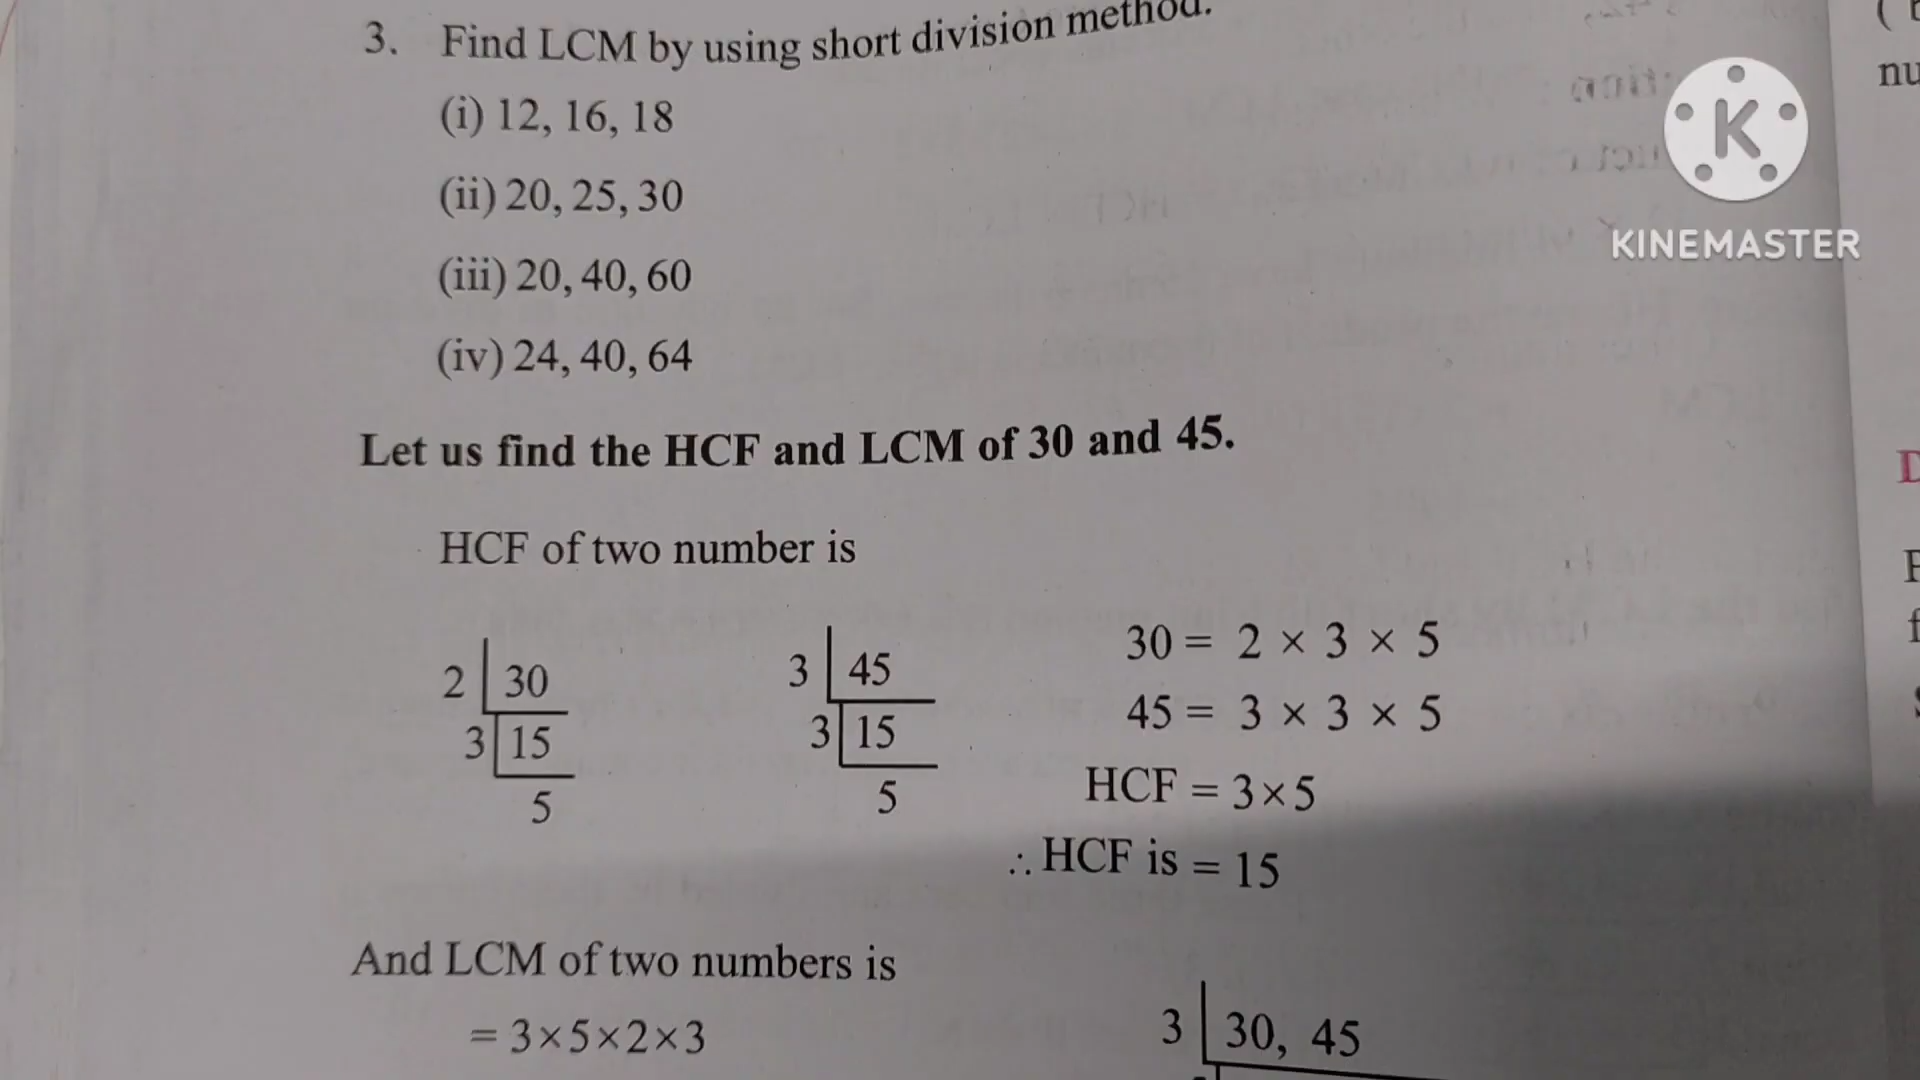 3. Find LCM by using short division method.
(i) 12, 16, 18
(ii) 20, 25, 30
(iii) 20, 40, 60
(iv) 24, 40, 64
Let us find the HCF and LCM of 30 and 45.
HCF of two number is
2 30
3 15
5
3 45
3 15
5
30 = 2 × 3 × 5
45 = 3 × 3 × 5
HCF = 3×5
∴ HCF is = 15
And LCM of two numbers is
= 3×5×2×3
3 30, 45
K
KINEMASTER
nu